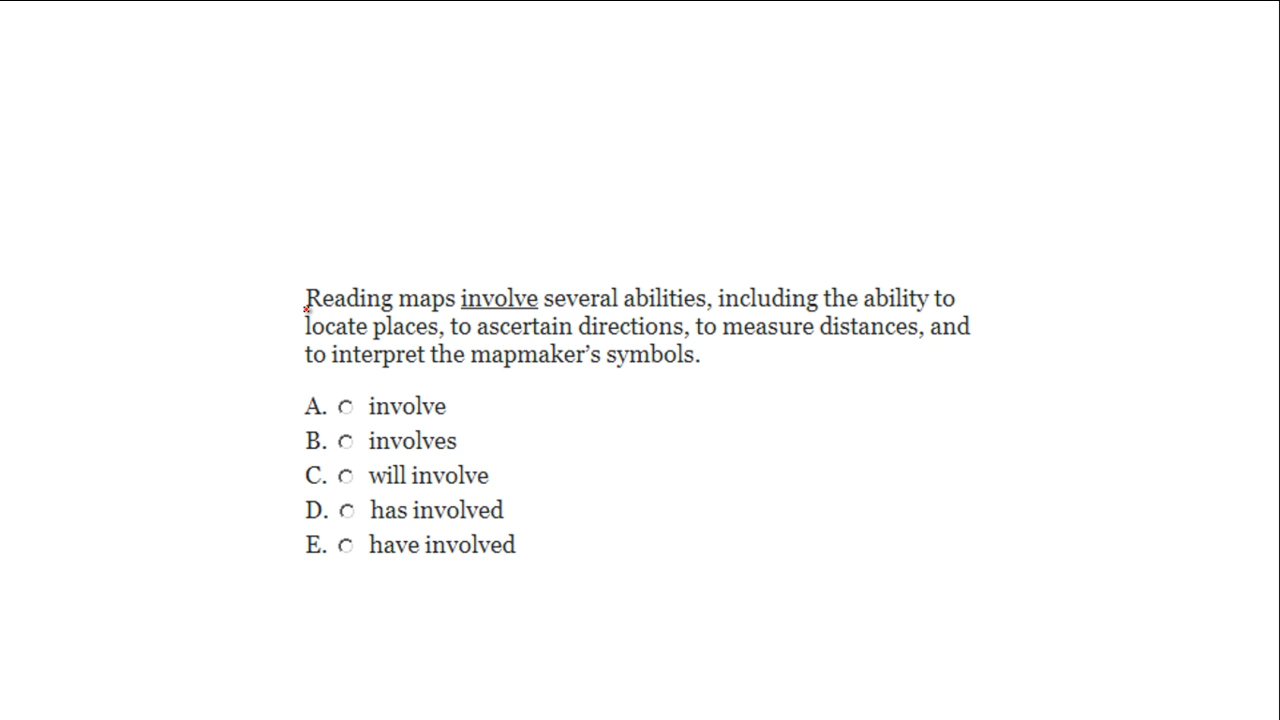 Reading maps involve several abilities, including the ability to
locate places, to ascertain directions, to measure distances, and
to interpret the mapmaker’s symbols.
A. involve
B. involves
C. will involve
D. has involved
E. have involved